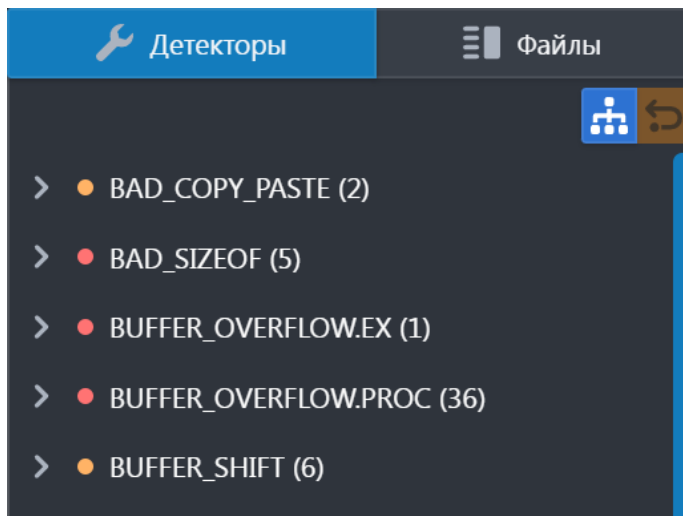 Детекторы Файлы
BAD_COPY_PASTE (2)
BAD_SIZEOF (5)
BUFFER_OVERFLOW.EX (1)
BUFFER_OVERFLOW.PROC (36)
BUFFER_SHIFT (6)